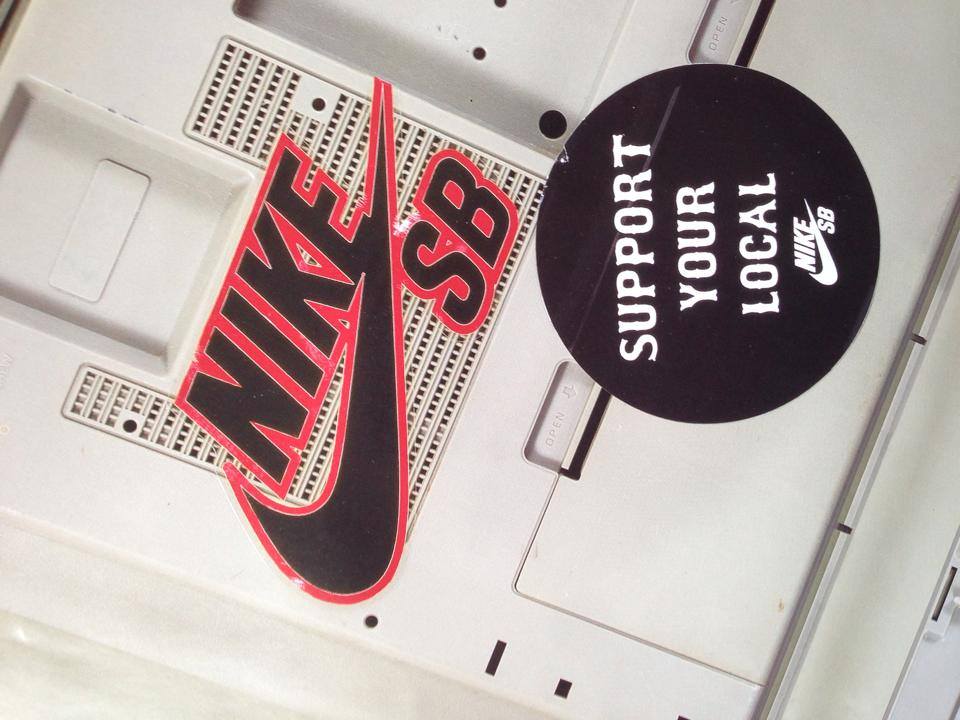 NIKE
SB
SUPPORT
YOUR
LOCAL
NIKE
SB
OPEN
OPEN